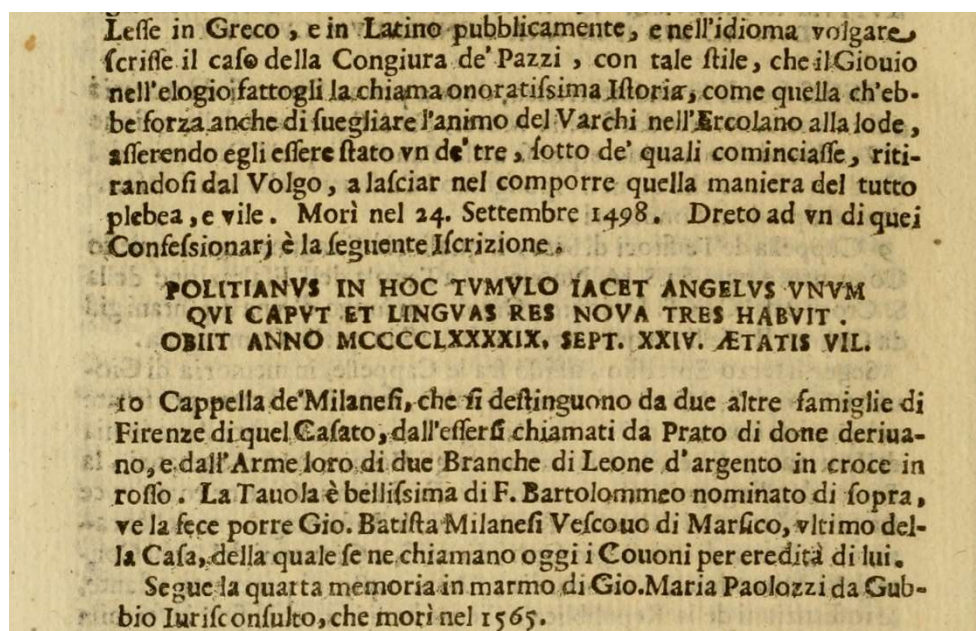 Leſſe in Greco, e in Latino pubblicamente, e nell'idioma volgare,
ſcriſſe il caſo della Congiura de' Pazzi, con tale ſtile, che il Giouio
nell'elogio fattogli la chiama onoratiſsima Iſtoria, come quella ch'eb-
be forza anche di ſuegliare l'animo del Varchi nell'Ercolano alla lode,
aſſerendo egli eſſere ſtato vn de' tre, ſotto de' quali cominciaſſe, riti-
randoſi dal Volgo, a laſciar nel comporre quella maniera del tutto
plebea, e vile. Morì nel 24. Settembre 1498. Dreto ad vn di quei
Confeſsionarj è la ſeguente Iſcrizione.
POLITIANVS IN HOC TVMVLO IACET ANGELVS VNVM
QVI CAPVT ET LINGVAS RES NOVA TRES HABVIT.
OBIIT ANNO MCCCCLXXXXIX. SEPT. XXIV. ÆTATIS VIL.
10 Cappella de' Milaneſi, che ſi deſtinguono da due altre famiglie di
Firenze di quel Caſato, dall'eſſerſi chiamati da Prato di done deriua-
no, e dall'Arme loro di due Branche di Leone d'argento in croce in
roſſo. La Tauola è belliſsima di F. Bartolommeo nominato di ſopra,
ve la fece porre Gio. Batiſta Milaneſi Veſcouo di Marſico, vltimo del-
la Caſa, della quale ſe ne chiamano oggi i Couoni per eredità di lui.
Segue la quarta memoria in marmo di Gio. Maria Paolozzi da Gub-
bio Iuriſconſulto, che morì nel 1565.